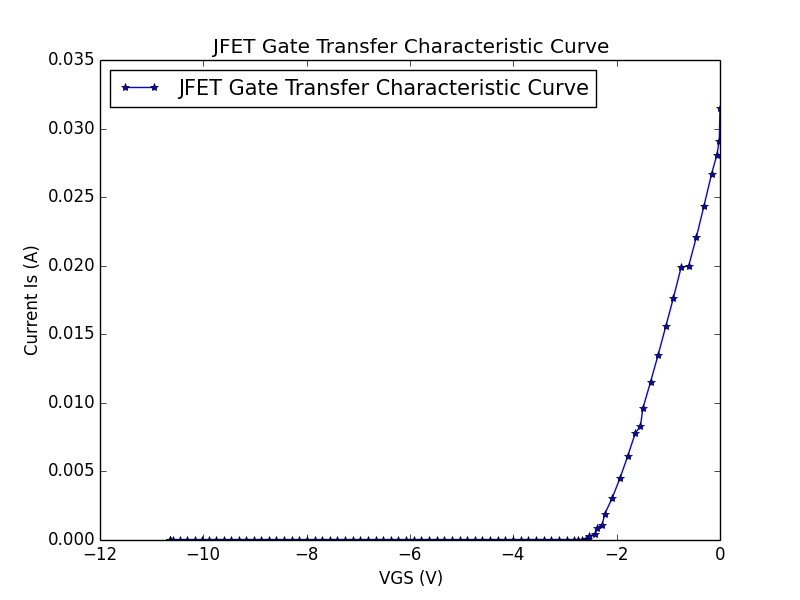 JFET Gate Transfer Characteristic Curve
0.035
JFET Gate Transfer Characteristic Curve
0.030
0.025
0.020
0.015
0.010
0.005
0.000
Current Is (A)
−12 −10 −8 −6 −4 −2 0
VGS (V)